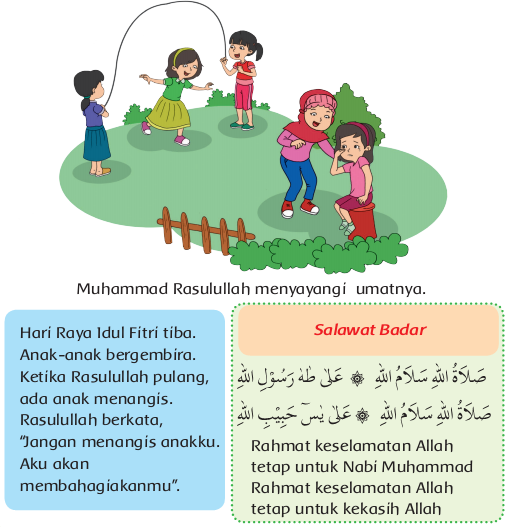 Muhammad Rasulullah menyayangi umatnya.
Hari Raya Idul Fitri tiba.
Anak-anak bergembira.
Ketika Rasulullah pulang,
ada anak menangis.
Rasulullah berkata,
“Jangan menangis anakku.
Aku akan
membahagiakanmu”.
Salawat Badar
صَلَاةُ اللهِ سَلَامُ اللهِ ۞ عَلٰى طٰهٰ رَسُوْلِ اللهِ
صَلَاةُ اللهِ سَلَامُ اللهِ ۞ عَلٰى يٰسٓ حَبِيْبِ اللهِ
Rahmat keselamatan Allah
tetap untuk Nabi Muhammad
Rahmat keselamatan Allah
tetap untuk kekasih Allah